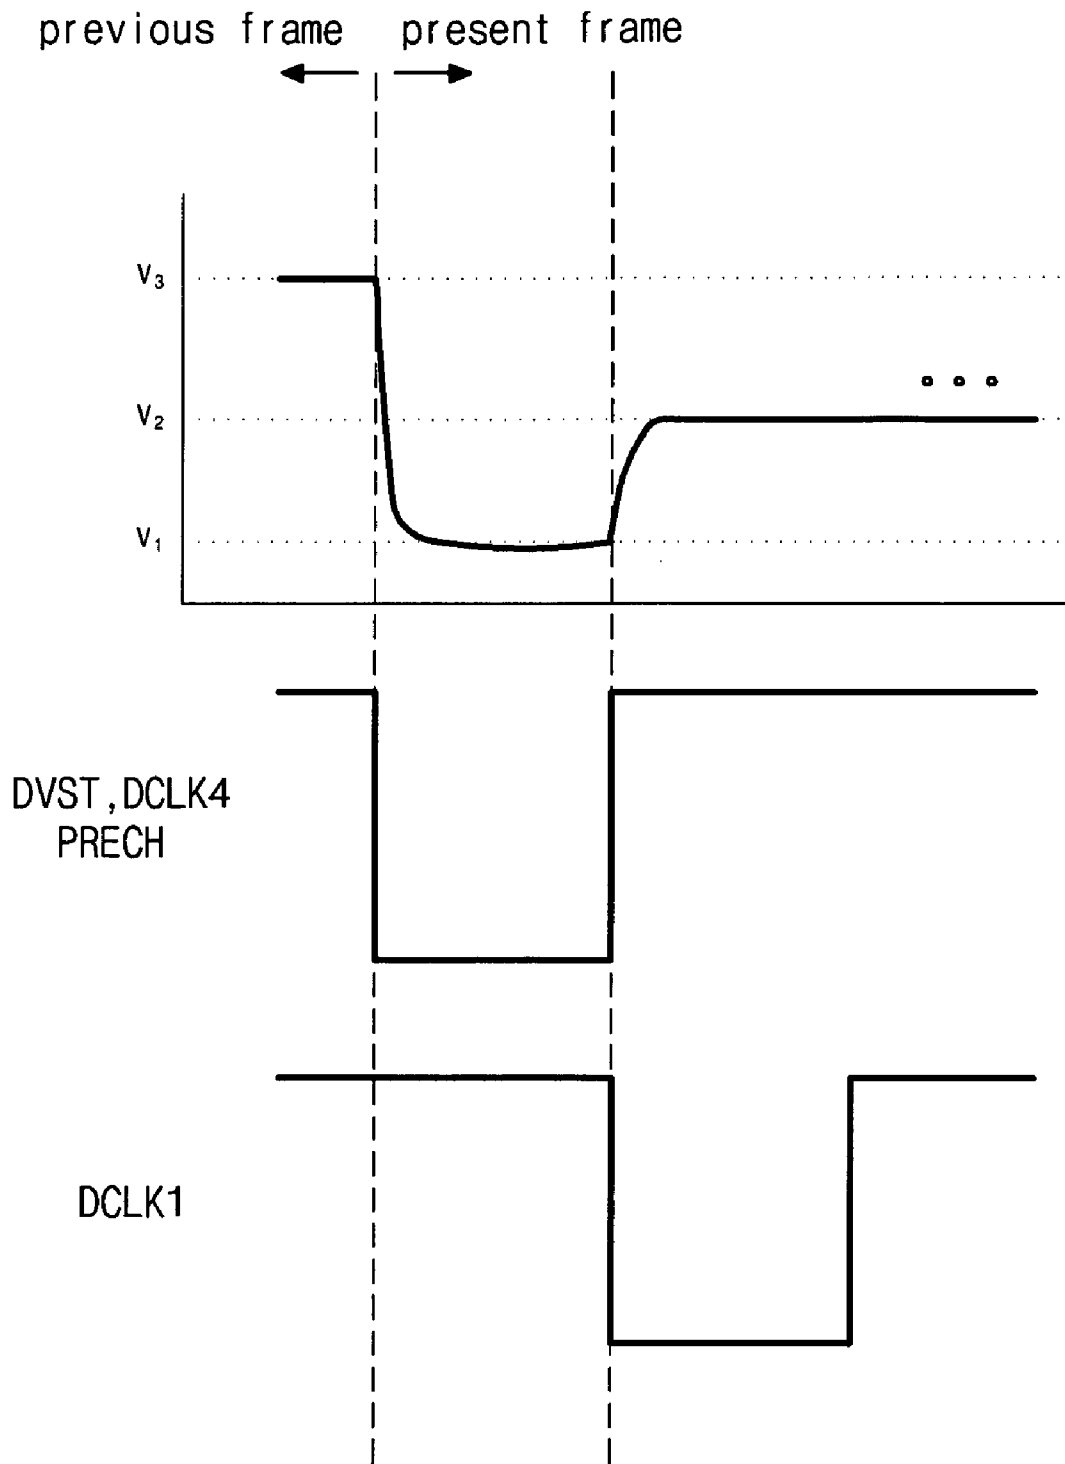 previous frame present frame
V₃
V₂
V₁
DVST,DCLK4
PRECH
DCLK1